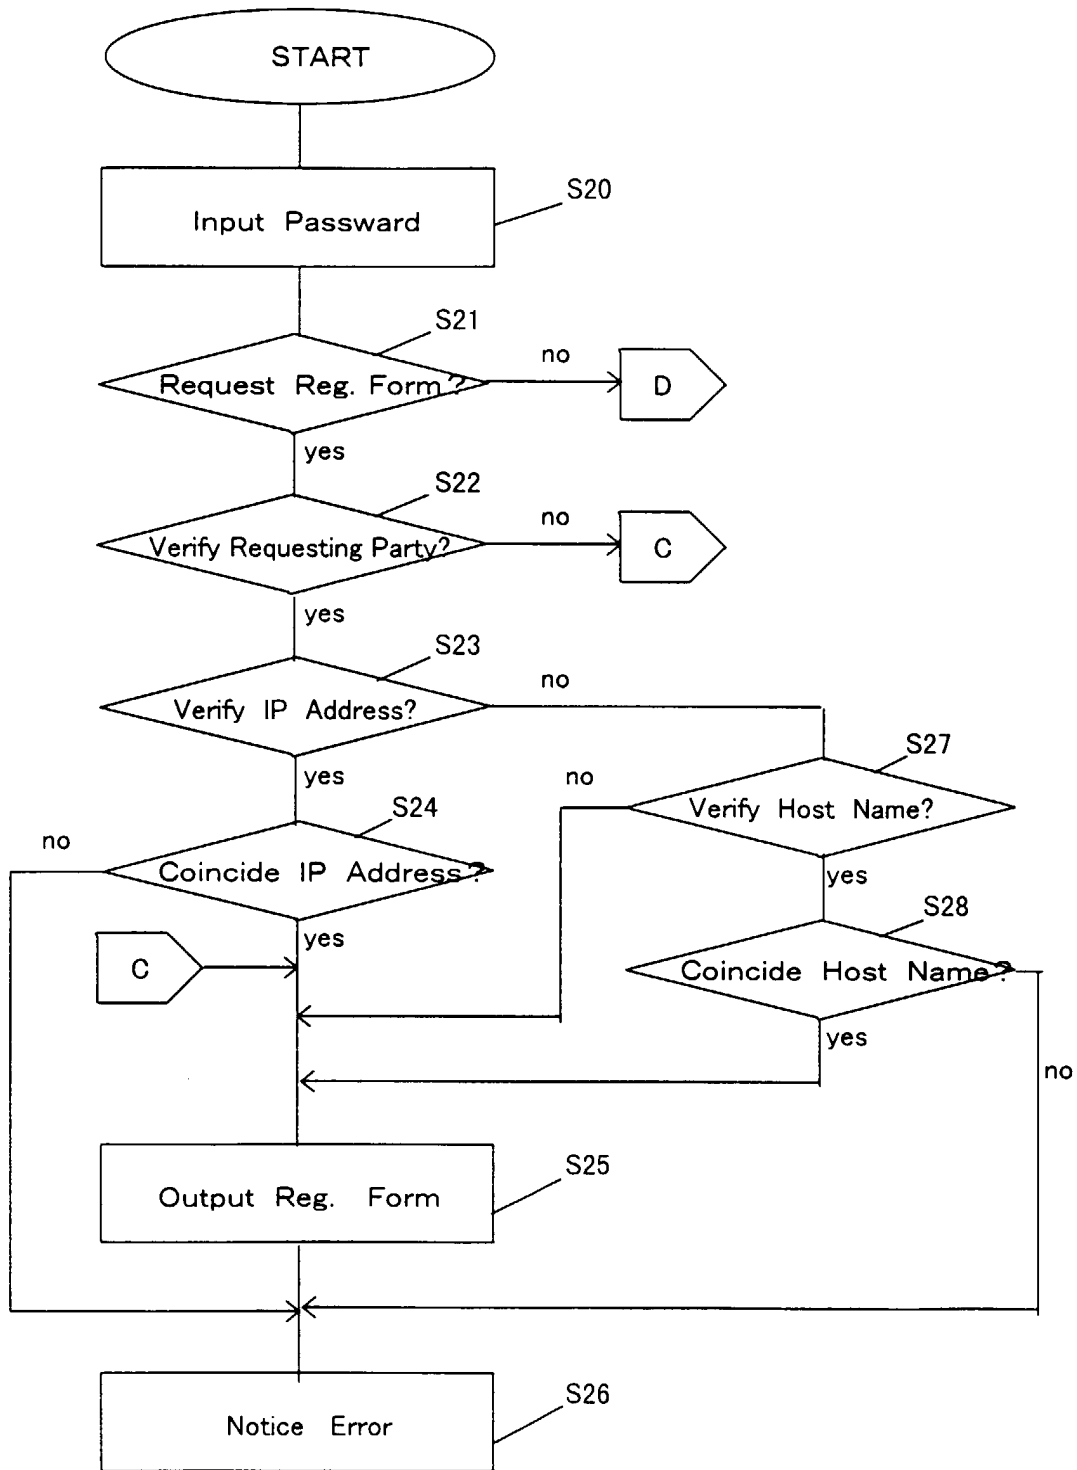 START
Input Passward
S20
S21
Request Reg. Form?
no
D
yes
S22
Verify Requesting Party?
no
C
yes
S23
Verify IP Address?
no
yes
S27
Verify Host Name?
no
yes
S24
Coincide IP Address?
no
yes
S28
Coincide Host Name?
C
yes
no
S25
Output Reg. Form
S26
Notice Error